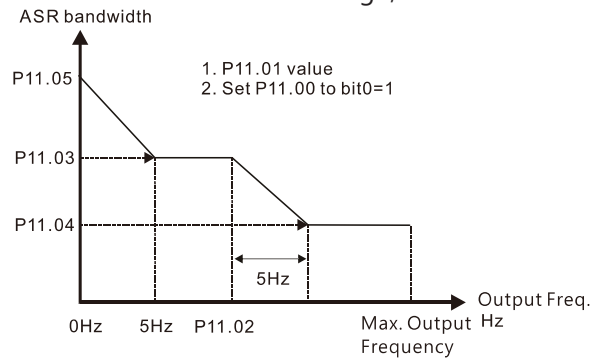 ASR bandwidth
1. P11.01 value
2. Set P11.00 to bit0=1
P11.05
P11.03
P11.04
5Hz
Output Freq.
Hz
0Hz 5Hz P11.02
Max. Output
Frequency